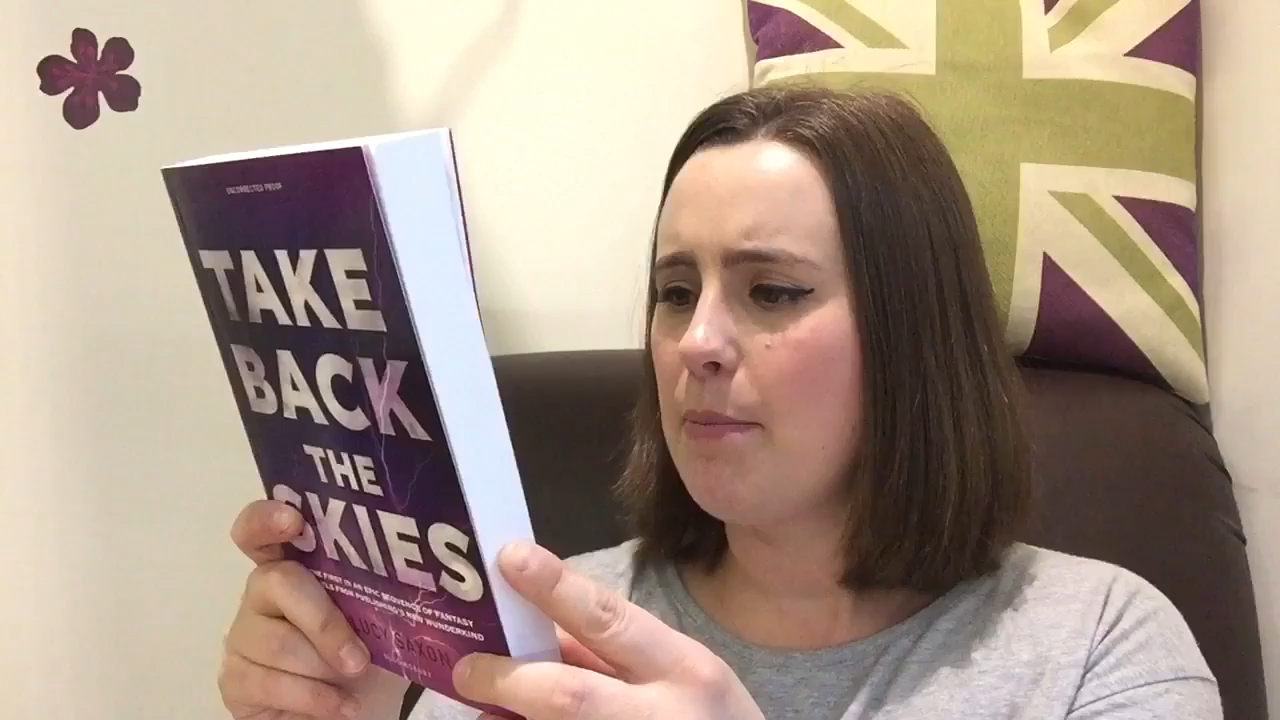 UNCORRECTED PROOF
TAKE
BACK
THE
SKIES
FIRST IN AN EPIC SEQUENCE OF FANTASY
FROM PUBLISHING'S NEW WUNDERKIND
LUCY SAXON
BLOOMSBURY